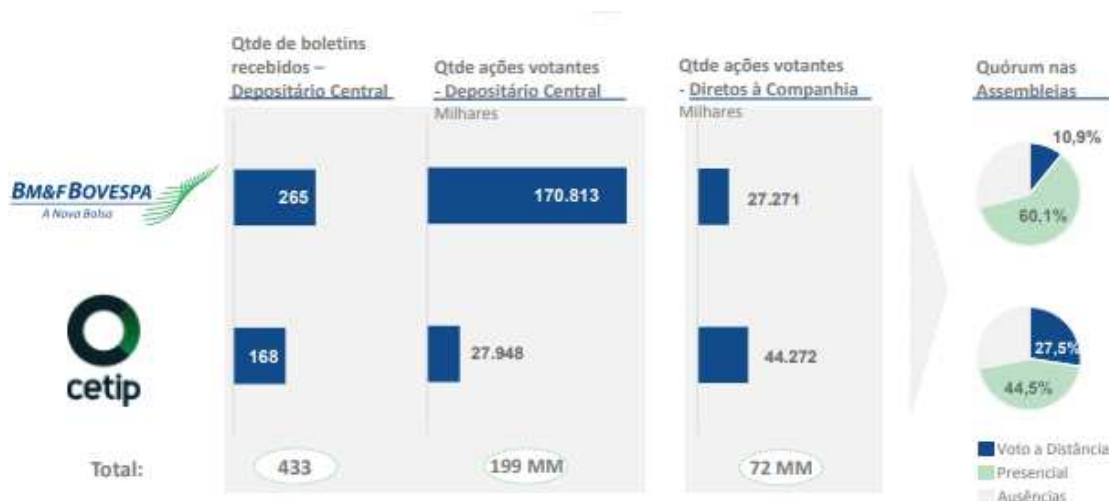 Qtde de boletins
recebidos –
Depositário Central
Qtde ações votantes
- Depositário Central
Milhares
Qtde ações votantes
- Diretos à Companhia
Milhares
Quórum nas
Assembleias
BM&FBOVESPA
A Nova Bolsa
265
170.813
27.271
10,9%
60,1%
cetip
168
27.948
44.272
27,5%
44,5%
Total:
433
199 MM
72 MM
Voto a Distância
Presencial
Ausências